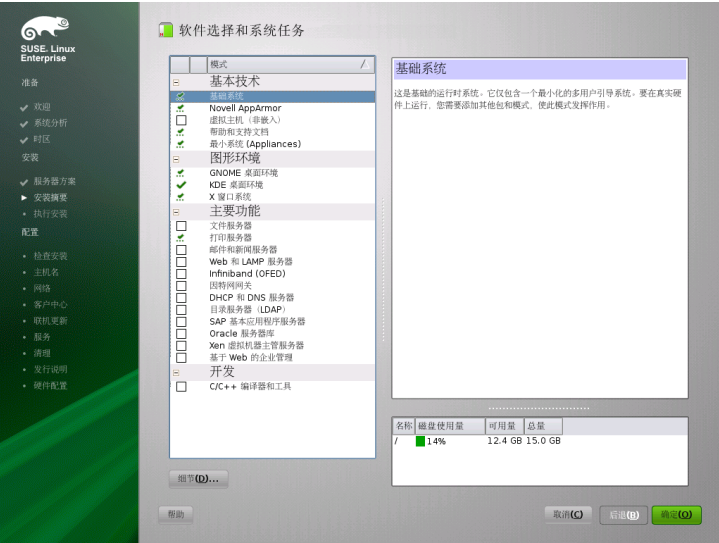 SUSE. Linux
Enterprise
准备
欢迎
系统分析
时区
安装
服务器方案
安装摘要
执行安装
配置
检查安装
主机名
网络
客户中心
联机更新
服务
清理
发行说明
硬件配置
软件选择和系统任务
模式
基本技术
基础系统
Novell AppArmor
虚拟主机（非嵌入）
帮助和支持文档
最小系统 (Appliances)
图形环境
GNOME 桌面环境
KDE 桌面环境
X 窗口系统
主要功能
文件服务器
打印服务器
邮件和新闻服务器
Web 和 LAMP 服务器
Infiniband (OFED)
因特网网关
DHCP 和 DNS 服务器
目录服务器（LDAP）
SAP 基本应用程序服务器
Oracle 服务器库
Xen 虚拟机器主管服务器
基于 Web 的企业管理
开发
C/C++ 编译器和工具
细节(D)...
基础系统
这是基础的运行时系统。它仅包含一个最小化的多用户引导系统。要在真实硬
件上运行，您需要添加其他包和模式，使此模式发挥作用。
名称 磁盘使用量 可用量 总量
/ 14% 12.4 GB 15.0 GB
帮助 取消(C) 后退(B) 确定(O)